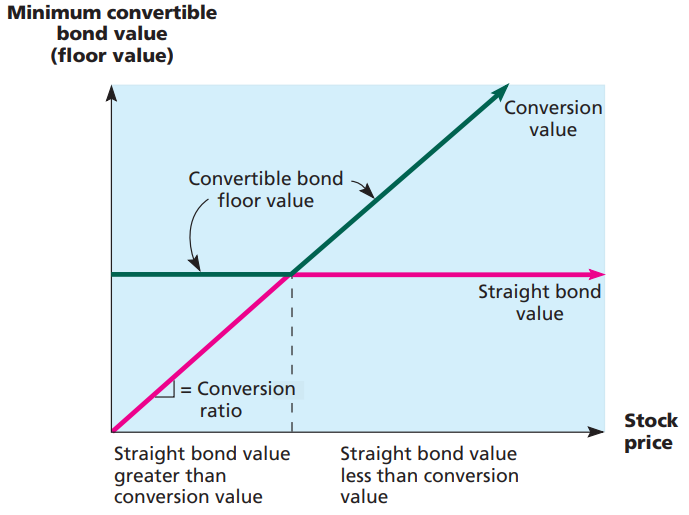 Minimum convertible
bond value
(floor value)
Conversion
value
Convertible bond
floor value
Straight bond
value
= Conversion
ratio
Stock
price
Straight bond value
greater than
conversion value
Straight bond value
less than conversion
value